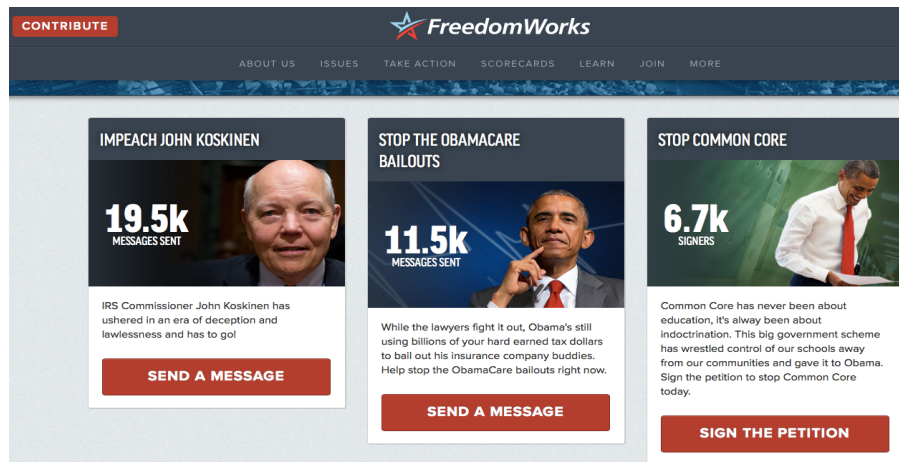 CONTRIBUTE
FreedomWorks
ABOUT US ISSUES TAKE ACTION SCORECARDS LEARN JOIN MORE
IMPEACH JOHN KOSKINEN
19.5k
MESSAGES SENT
IRS Commissioner John Koskinen has
ushered in an era of deception and
lawlessness and has to go!
SEND A MESSAGE
STOP THE OBAMACARE
BAILOUTS
11.5k
MESSAGES SENT
While the lawyers fight it out, Obama's still
using billions of your hard earned tax dollars
to bail out his insurance company buddies.
Help stop the ObamaCare bailouts right now.
SEND A MESSAGE
STOP COMMON CORE
6.7k
SIGNERS
Common Core has never been about
education, it's alway been about
indoctrination. This big government scheme
has wrestled control of our schools away
from our communities and gave it to Obama.
Sign the petition to stop Common Core
today.
SIGN THE PETITION